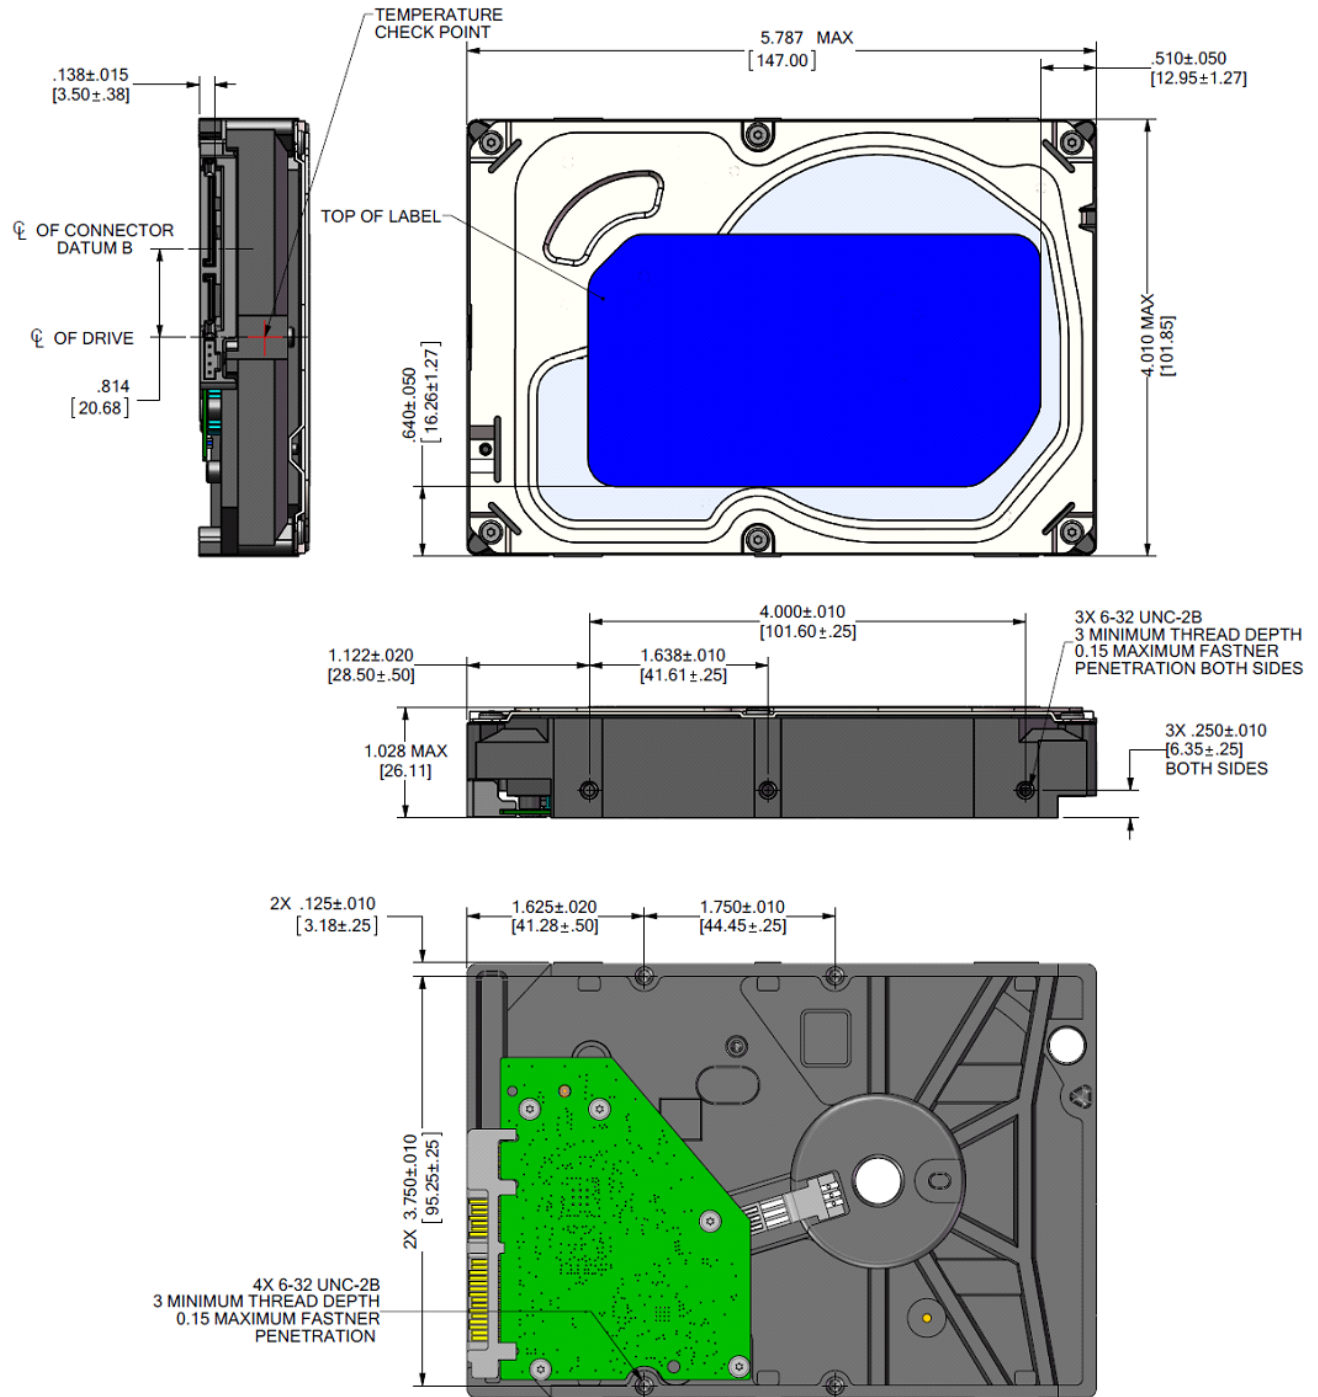 TEMPERATURE
CHECK POINT
5.787 MAX
[147.00]
.510±.050
[12.95±1.27]
.138±.015
[3.50±.38]
℄ OF CONNECTOR
DATUM B
TOP OF LABEL
℄ OF DRIVE
.814
[20.68]
.640±.050
[16.26±1.27]
4.010 MAX
[101.85]
4.000±.010
[101.60±.25]
3X 6-32 UNC-2B
3 MINIMUM THREAD DEPTH
0.15 MAXIMUM FASTNER
PENETRATION BOTH SIDES
1.122±.020
[28.50±.50]
1.638±.010
[41.61±.25]
1.028 MAX
[26.11]
3X .250±.010
[6.35±.25]
BOTH SIDES
2X .125±.010
[3.18±.25]
1.625±.020
[41.28±.50]
1.750±.010
[44.45±.25]
2X 3.750±.010
[95.25±.25]
4X 6-32 UNC-2B
3 MINIMUM THREAD DEPTH
0.15 MAXIMUM FASTNER
PENETRATION